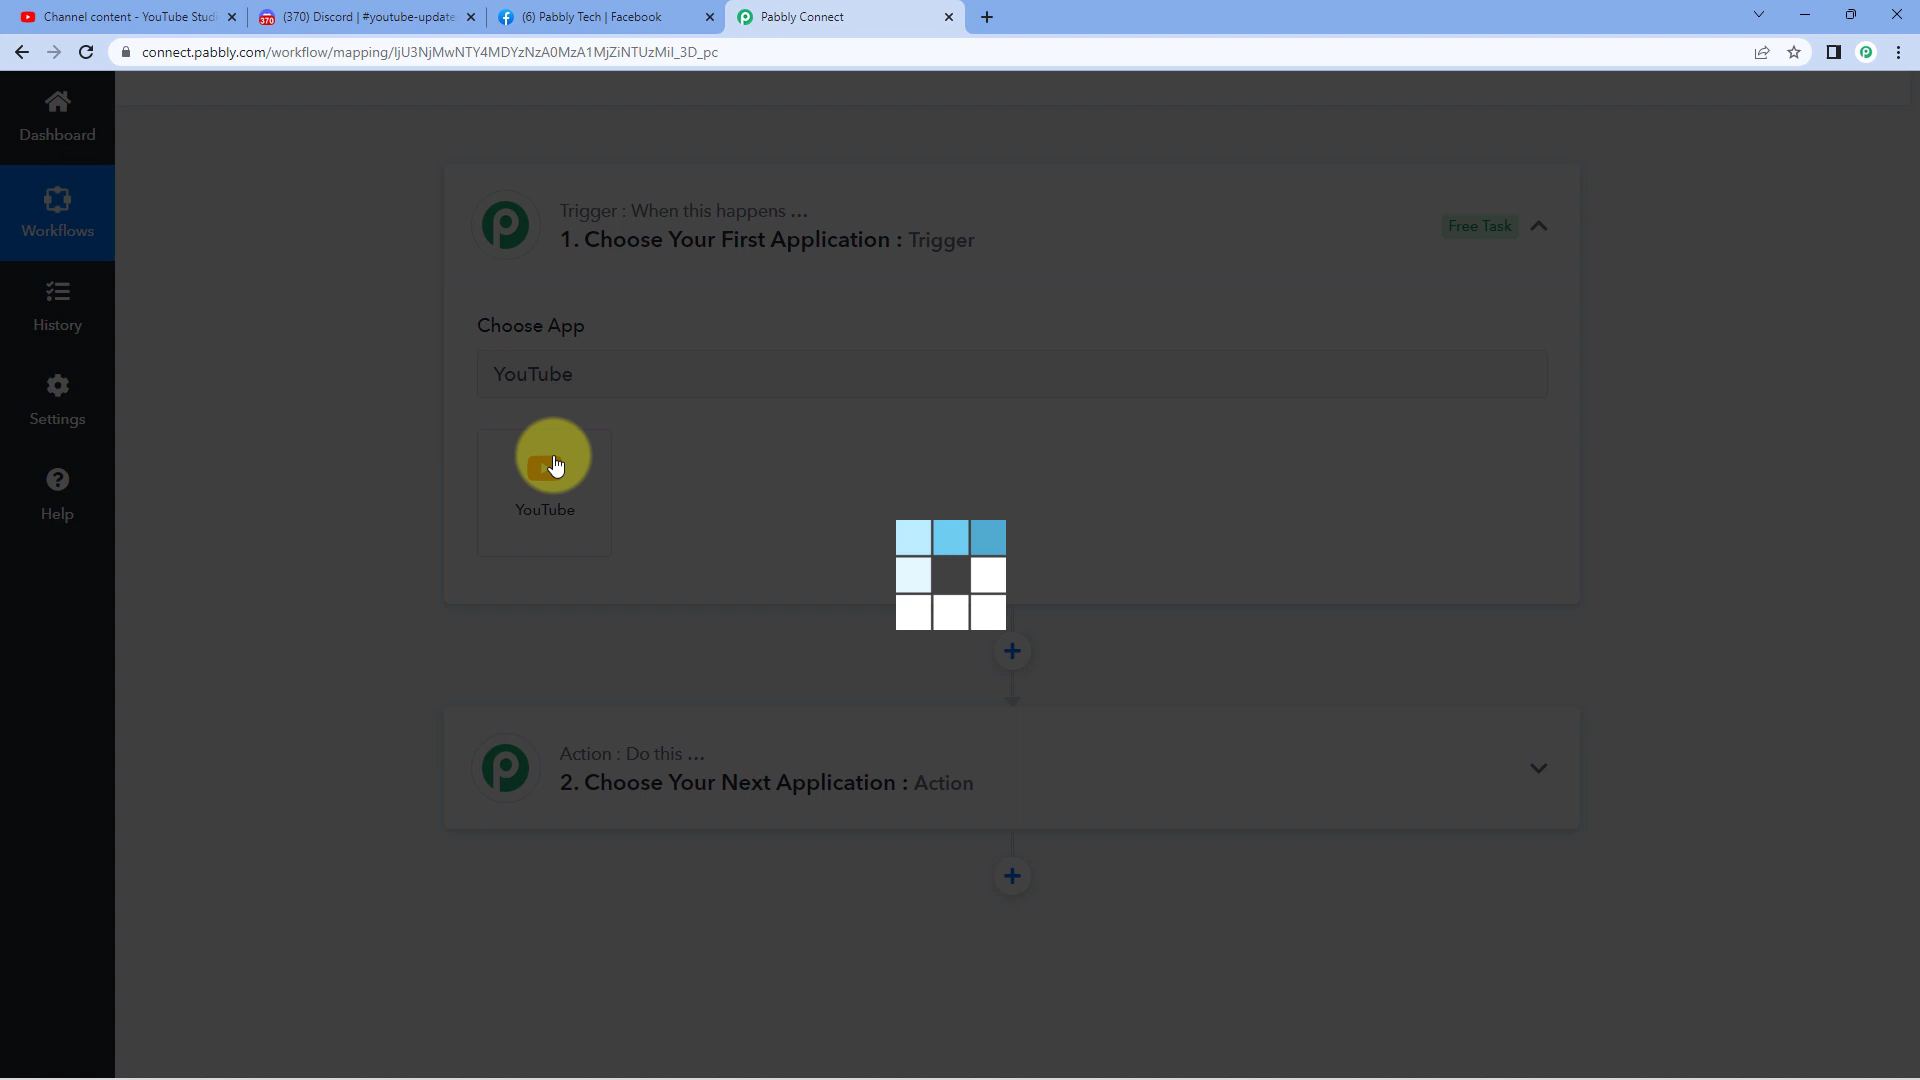 Channel content - YouTube Studi
(370) Discord | #youtube-update
(6) Pabbly Tech | Facebook
Pabbly Connect
connect.pabbly.com/workflow/mapping/IjU3NjMwNTY4MDYzNzA0MzA1MjZiNTUzMiI_3D_pc
Dashboard
Workflows
History
Settings
Help
Trigger : When this happens ...
1. Choose Your First Application : Trigger
Free Task
Choose App
YouTube
YouTube
Action : Do this ...
2. Choose Your Next Application : Action